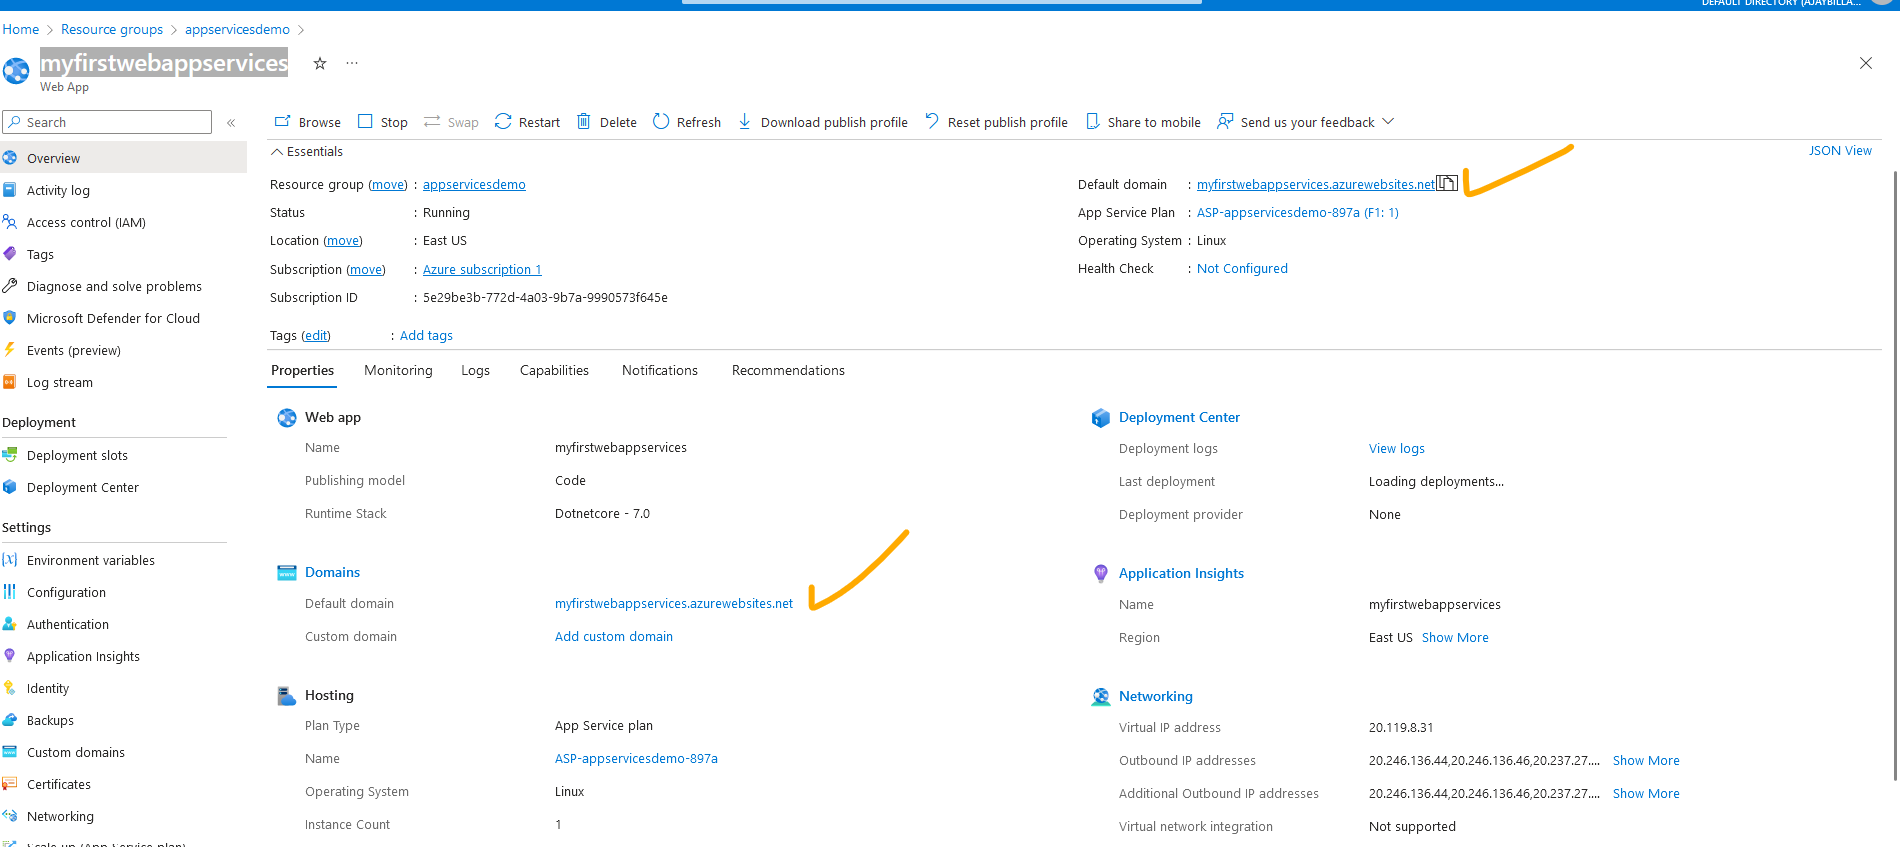 DEFAULT DIRECTORY (AJAYBILLA...
Home > Resource groups > appservicesdemo >
myfirstwebappservices
Web App
Search
Browse Stop Swap Restart Delete Refresh Download publish profile Reset publish profile Share to mobile Send us your feedback
Overview
Activity log
Access control (IAM)
Tags
Diagnose and solve problems
Microsoft Defender for Cloud
Events (preview)
Log stream
Deployment
Deployment slots
Deployment Center
Settings
Environment variables
Configuration
Authentication
Application Insights
Identity
Backups
Custom domains
Certificates
Networking
Scale up (App Service plan)
Essentials
JSON View
Resource group (move) : appservicesdemo
Status : Running
Location (move) : East US
Subscription (move) : Azure subscription 1
Subscription ID : 5e29be3b-772d-4a03-9b7a-9990573f645e
Tags (edit) : Add tags
Default domain : myfirstwebappservices.azurewebsites.net
App Service Plan : ASP-appservicesdemo-897a (F1: 1)
Operating System : Linux
Health Check : Not Configured
Properties Monitoring Logs Capabilities Notifications Recommendations
Web app
Name myfirstwebappservices
Publishing model Code
Runtime Stack Dotnetcore - 7.0
Domains
Default domain myfirstwebappservices.azurewebsites.net
Custom domain Add custom domain
Hosting
Plan Type App Service plan
Name ASP-appservicesdemo-897a
Operating System Linux
Instance Count 1
Deployment Center
Deployment logs View logs
Last deployment Loading deployments...
Deployment provider None
Application Insights
Name myfirstwebappservices
Region East US Show More
Networking
Virtual IP address 20.119.8.31
Outbound IP addresses 20.246.136.44,20.246.136.46,20.237.27.... Show More
Additional Outbound IP addresses 20.246.136.44,20.246.136.46,20.237.27.... Show More
Virtual network integration Not supported